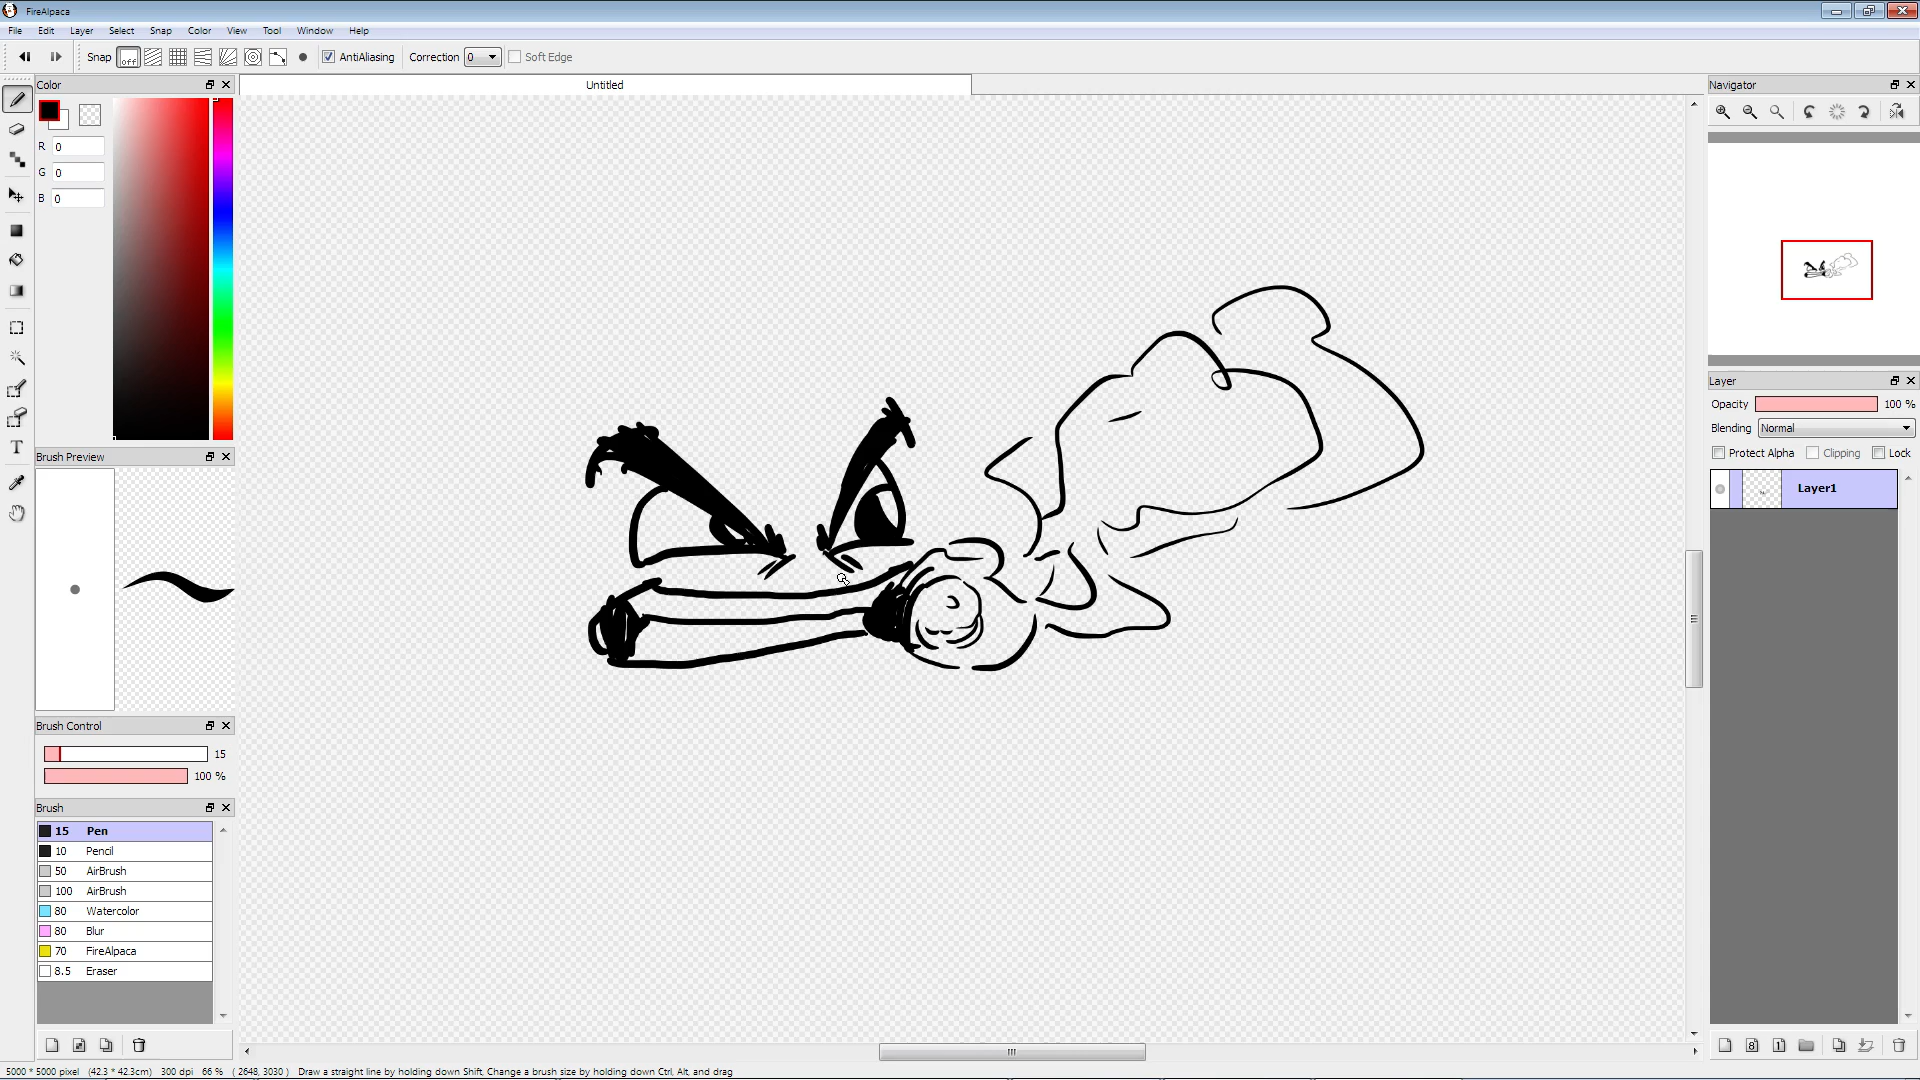 FireAlpaca
File Edit Layer Select Snap Color View Tool Window Help
Snap off AntiAliasing Correction 0 Soft Edge
Color
Untitled
Navigator
R 0
G 0
B 0
Layer
Opacity 100 %
Blending Normal
Protect Alpha Clipping Lock
Layer1
Brush Preview
Brush Control
15
100 %
Brush
15 Pen
10 Pencil
50 AirBrush
100 AirBrush
80 Watercolor
80 Blur
70 FireAlpaca
8.5 Eraser
T
8 1
5000 * 5000 pixel (42.3 * 42.3cm) 300 dpi 66 % ( 2648, 3030 ) Draw a straight line by holding down Shift, Change a brush size by holding down Ctrl, Alt, and drag